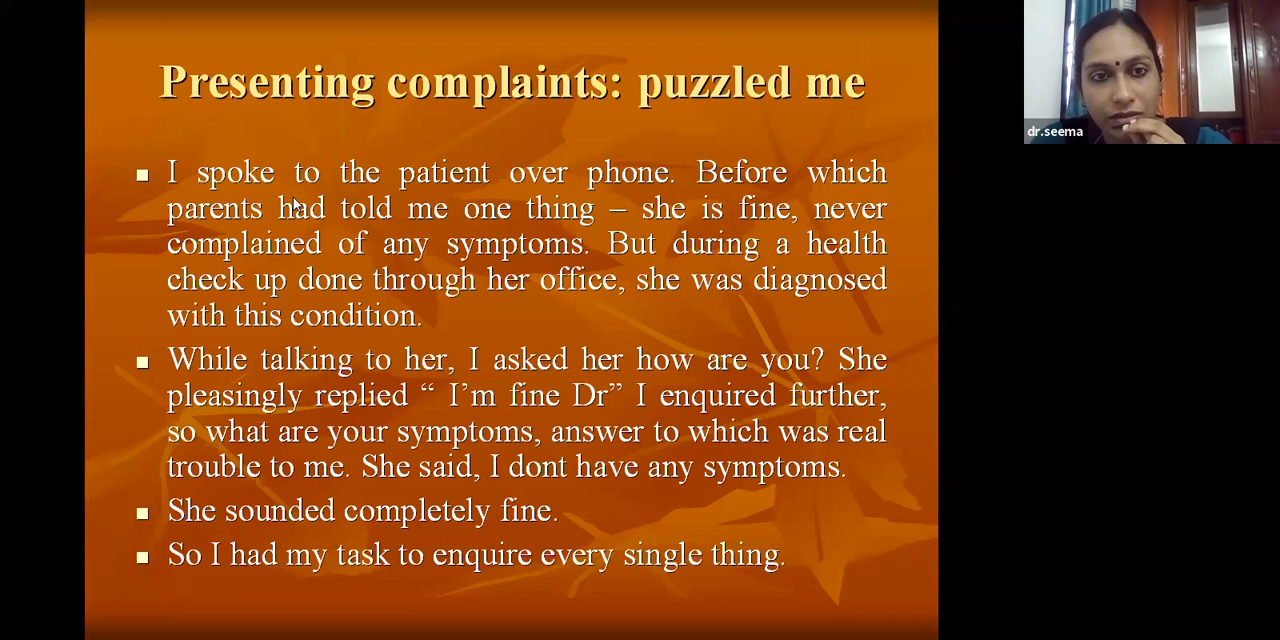 Presenting complaints: puzzled me
dr.seema
I spoke to the patient over phone. Before which
parents had told me one thing – she is fine, never
complained of any symptoms. But during a health
check up done through her office, she was diagnosed
with this condition.
While talking to her, I asked her how are you? She
pleasingly replied “ I’m fine Dr” I enquired further,
so what are your symptoms, answer to which was real
trouble to me. She said, I dont have any symptoms.
She sounded completely fine.
So I had my task to enquire every single thing.